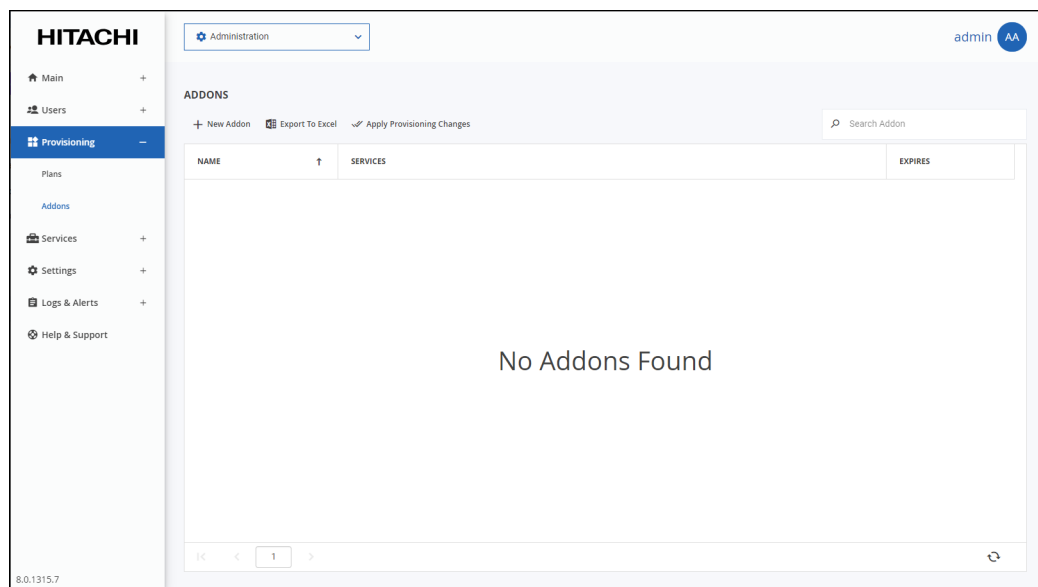 HITACHI
Administration
admin AA
Main +
Users +
Provisioning −
Plans
Addons
Services +
Settings +
Logs & Alerts +
Help & Support
8.0.1315.7
ADDONS
+ New Addon Export To Excel Apply Provisioning Changes Search Addon
NAME ↑ SERVICES EXPIRES
No Addons Found
1